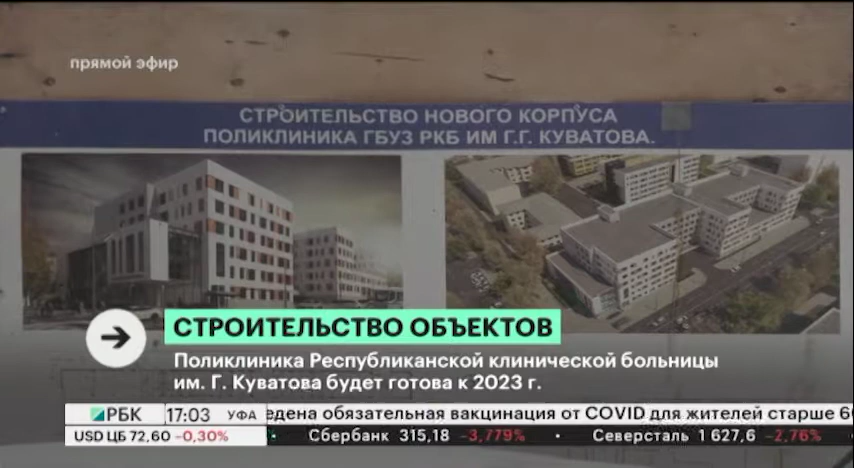 прямой эфир
СТРОИТЕЛЬСТВО НОВОГО КОРПУСА
ПОЛИКЛИНИКА ГБУЗ РКБ ИМ Г.Г. КУВАТОВА.
СТРОИТЕЛЬСТВО ОБЪЕКТОВ
Поликлиника Республиканской клинической больницы
им. Г. Куватова будет готова к 2023 г.
РБК 17:03 УФА едена обязательная вакцинация от COVID для жителей старше 6
USD ЦБ 72,60 -0,30% • Сбербанк 315,18 -3,779% • Северсталь 1 627,6 -2,76%